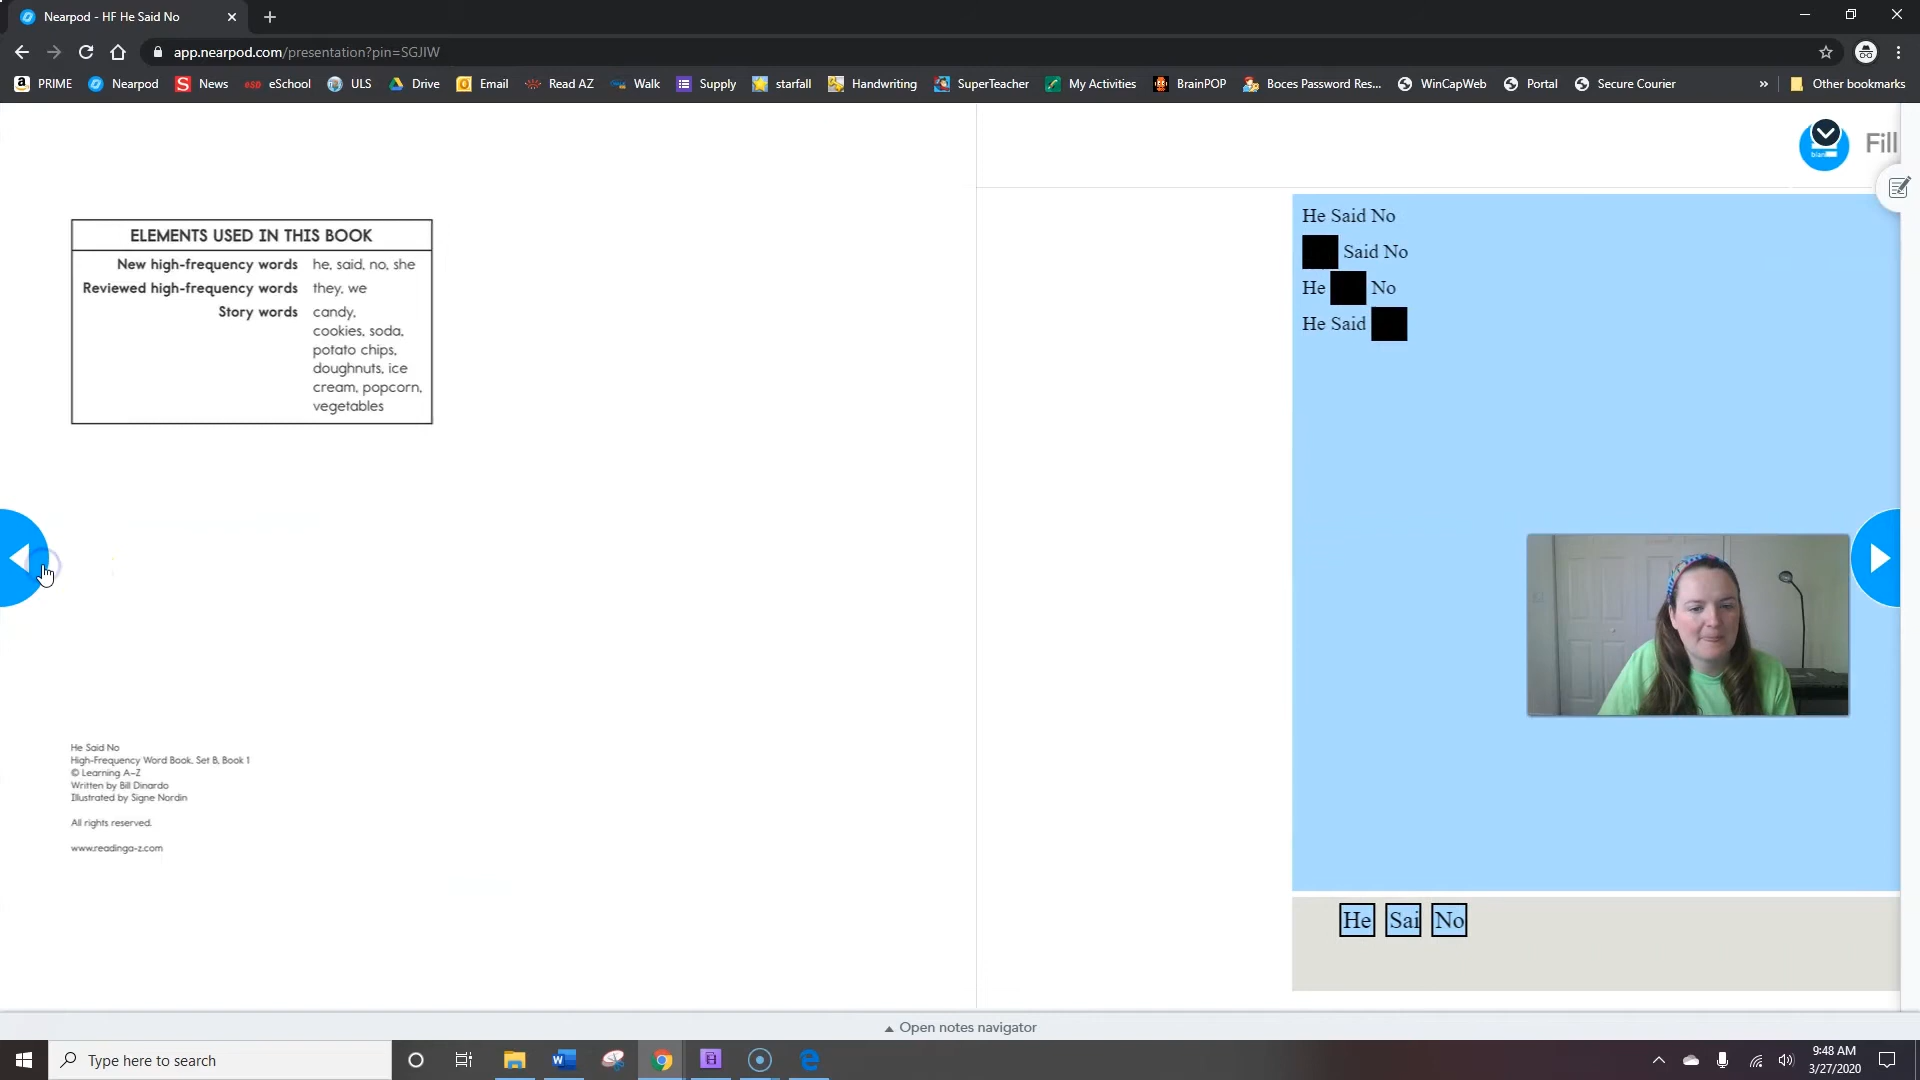 Nearpod - HF He Said No
app.nearpod.com/presentation?pin=SGJIW
PRIME Nearpod News eSchool ULS Drive Email Read AZ Walk Supply starfall Handwriting SuperTeacher My Activities BrainPOP Boces Password Res... WinCapWeb Portal Secure Courier » Other bookmarks
Fill
ELEMENTS USED IN THIS BOOK
New high-frequency words he, said, no, she
Reviewed high-frequency words they, we
Story words candy,
cookies, soda,
potato chips,
doughnuts, ice
cream, popcorn,
vegetables
He Said No
High-Frequency Word Book, Set B, Book 1
© Learning A–Z
Written by Bill Dinardo
Illustrated by Signe Nordin
All rights reserved.
www.readinga-z.com
He Said No
Said No
He No
He Said
He Sai No
Open notes navigator
Type here to search
9:48 AM
3/27/2020